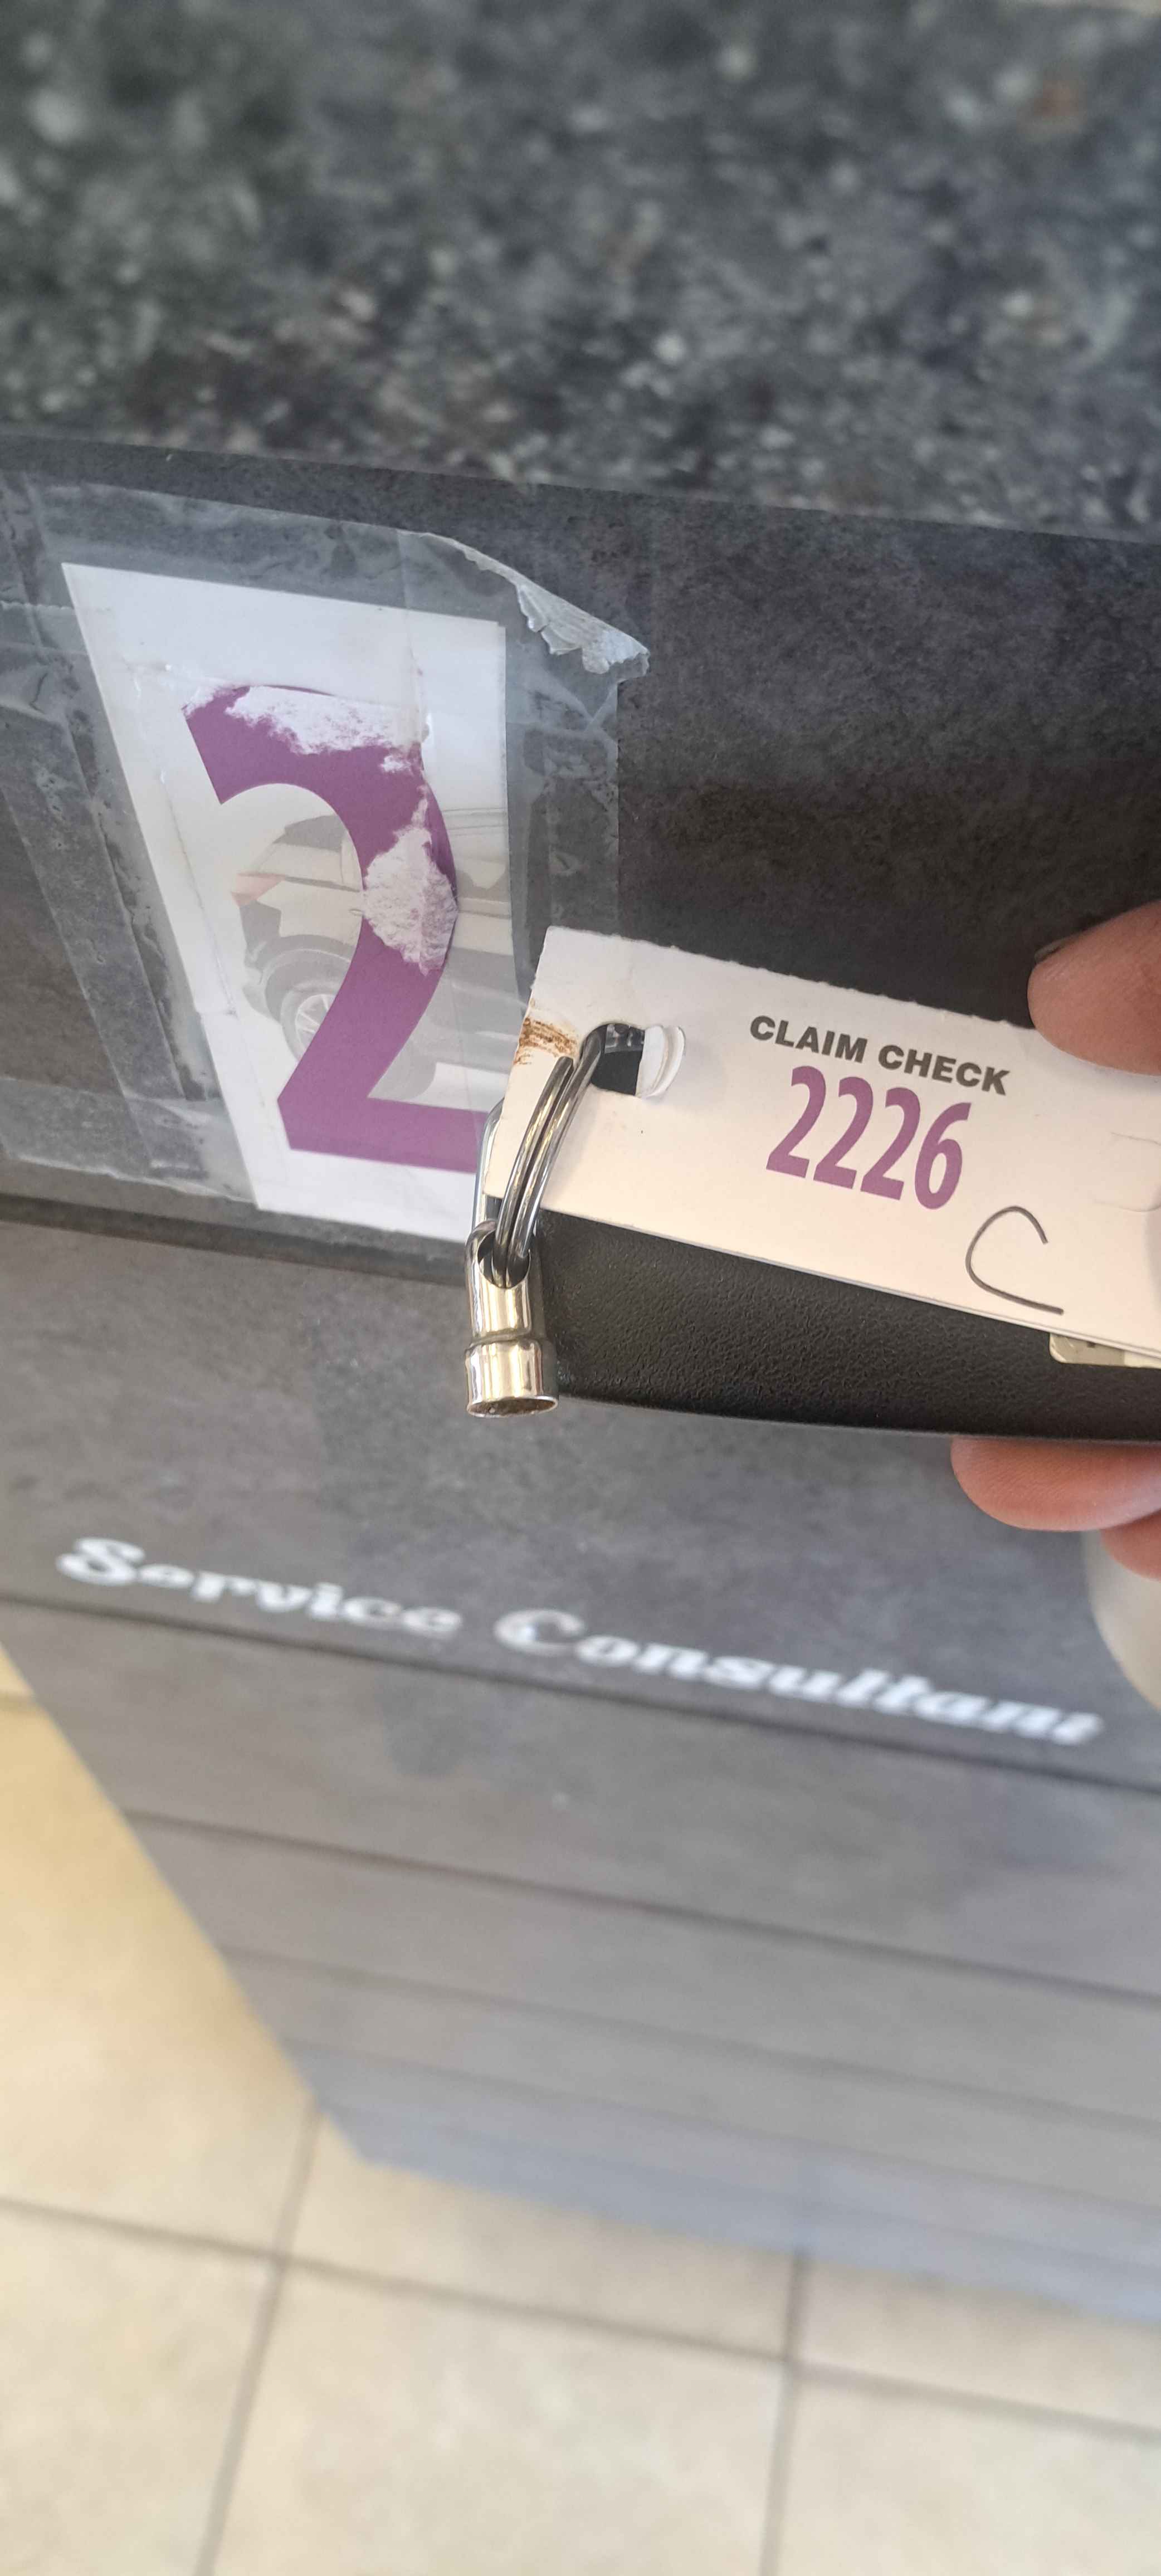 2
CLAIM CHECK
2226
C
Service Consultant